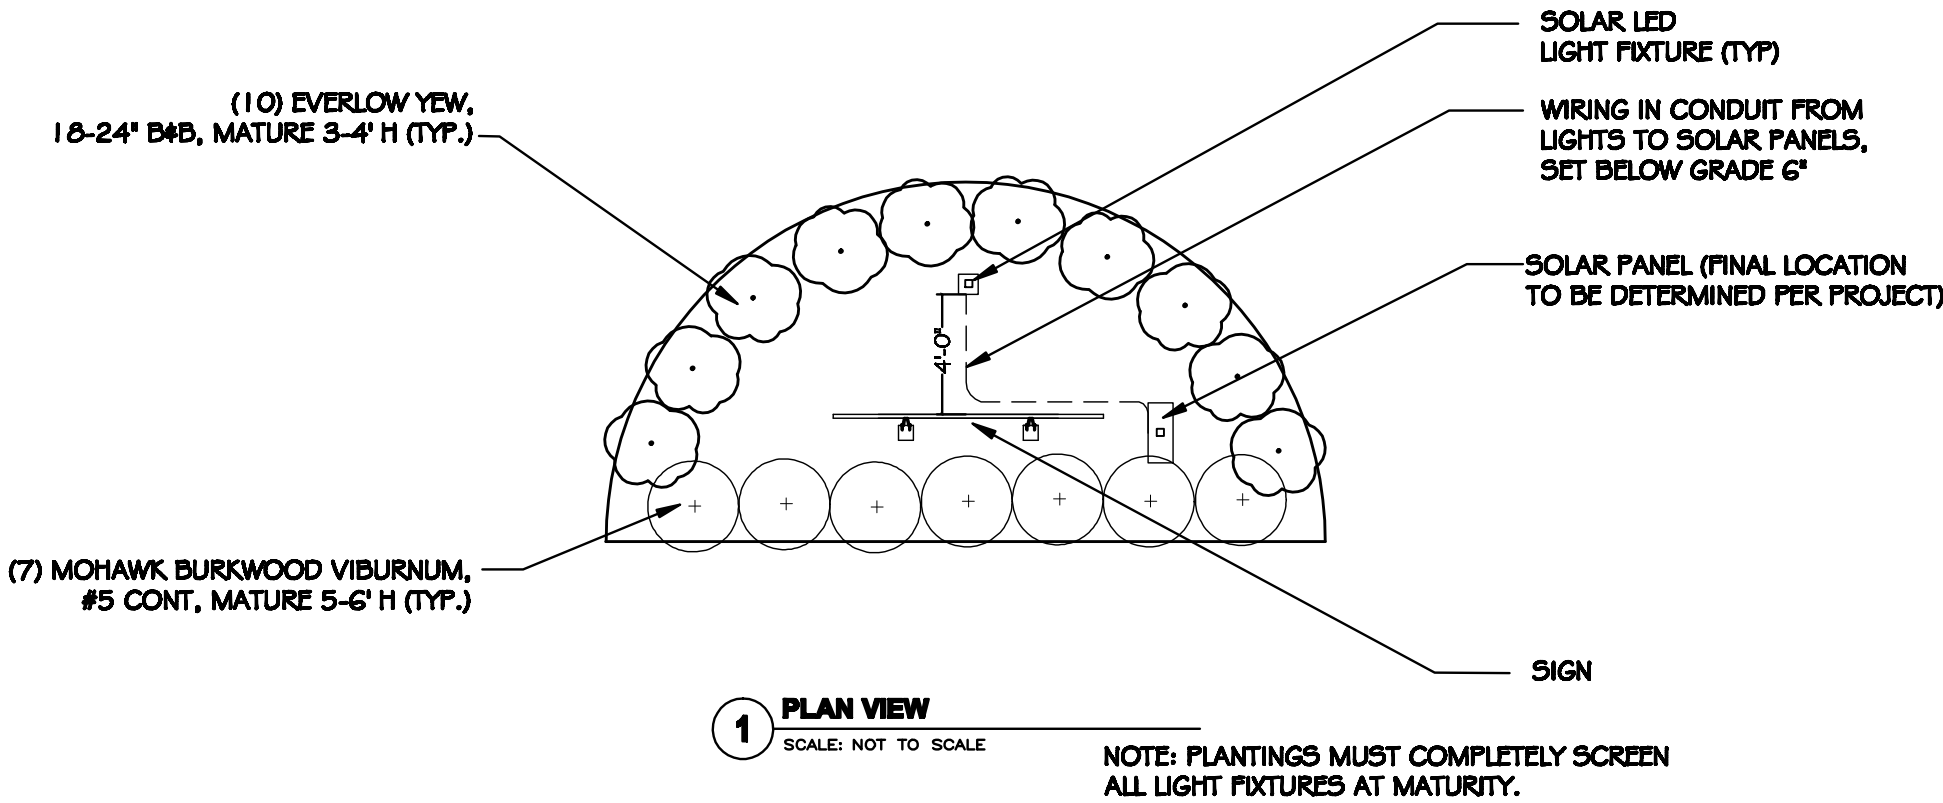 SOLAR LED
LIGHT FIXTURE (TYP)
(10) EVERLOW YEW,
18-24" B&B, MATURE 3-4' H (TYP.)
WIRING IN CONDUIT FROM
LIGHTS TO SOLAR PANELS,
SET BELOW GRADE 6"
SOLAR PANEL (FINAL LOCATION
TO BE DETERMINED PER PROJECT)
4'-0"
(7) MOHAWK BURKWOOD VIBURNUM,
#5 CONT, MATURE 5-6' H (TYP.)
SIGN
1
PLAN VIEW
SCALE: NOT TO SCALE
NOTE: PLANTINGS MUST COMPLETELY SCREEN
ALL LIGHT FIXTURES AT MATURITY.